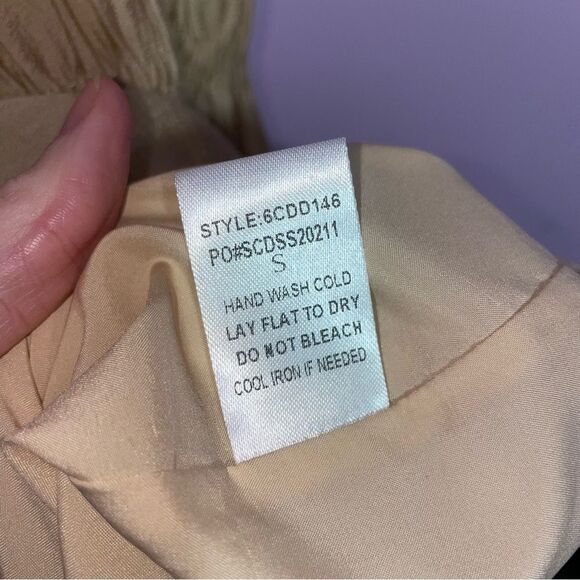 STYLE:6CDD146
PO#SCDSS20211
S
HAND WASH COLD
LAY FLAT TO DRY
DO NOT BLEACH
COOL IRON IF NEEDED